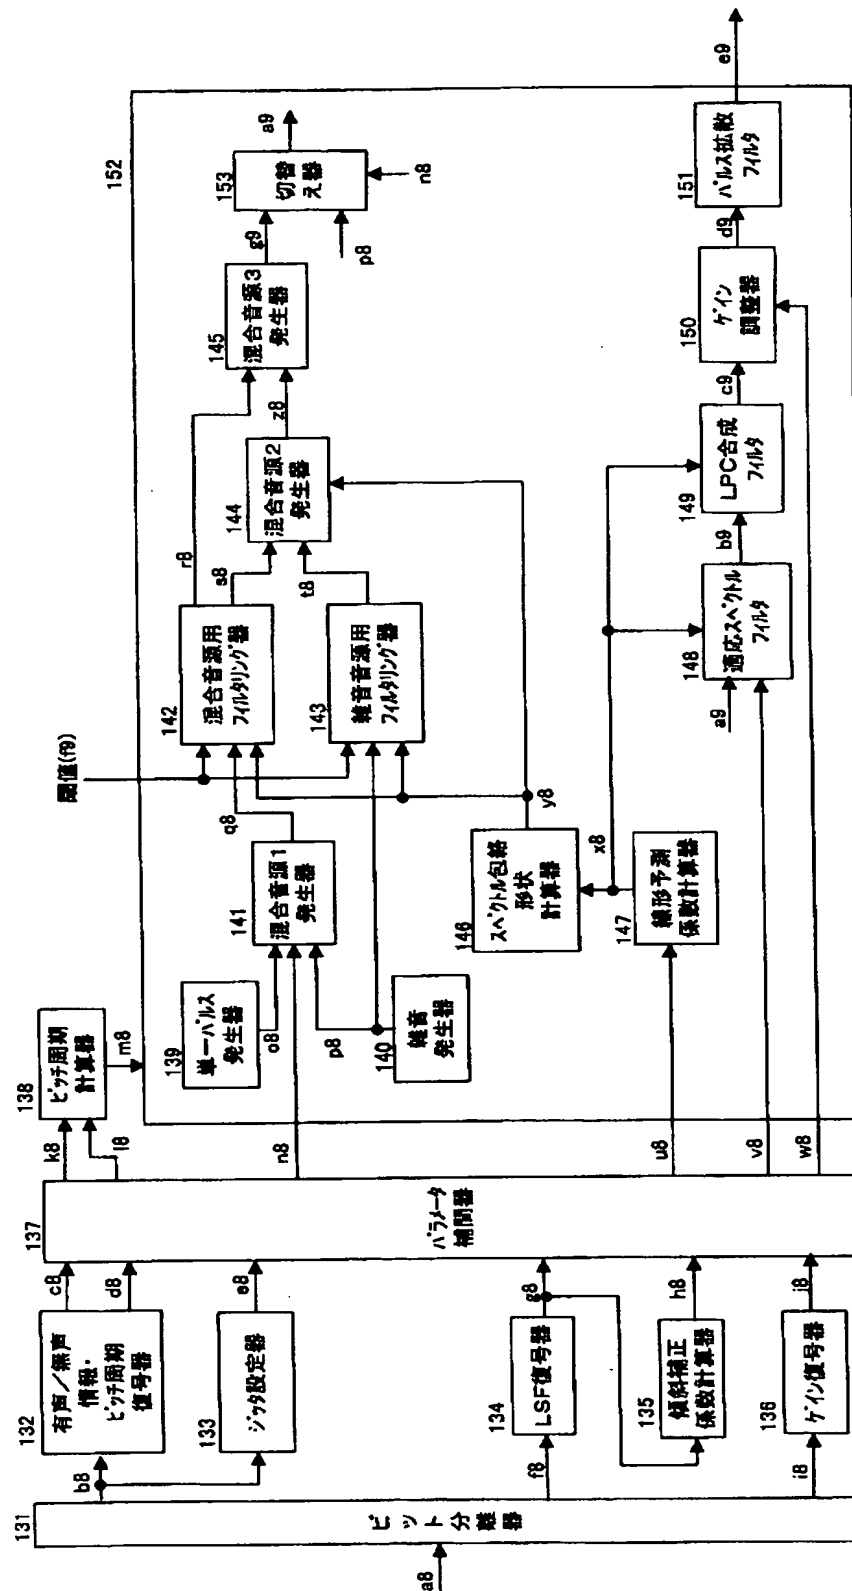 a8
131
ビット分離器
b8
f8
i8
132
有声／無声
情報・
ピッチ周期
復号器
133
ジッタ設定器
134
LSF復号器
135
傾斜補正
係数計算器
136
ゲイン復号器
c8
d8
e8
g8
h8
j8
137
パラメータ
補間器
k8
l8
n8
u8
v8
w8
138
ピッチ周期
計算器
m8
139
単一パルス
発生器
o8
p8
140
雑音
発生器
141
混合音源1
発生器
q8
閾値(f9)
142
混合音源用
フィルタリング器
143
雑音音源用
フィルタリング器
r8
s8
t8
144
混合音源2
発生器
z8
145
混合音源3
発生器
g9
152
153
切替
え器
a9
p8
n8
146
スペクトル包絡
形状
計算器
y8
147
線形予測
係数計算器
x8
148
適応スペクトル
フィルタ
a9
b9
149
LPC合成
フィルタ
c9
150
ゲイン
調整器
d9
151
パルス拡散
フィルタ
e9